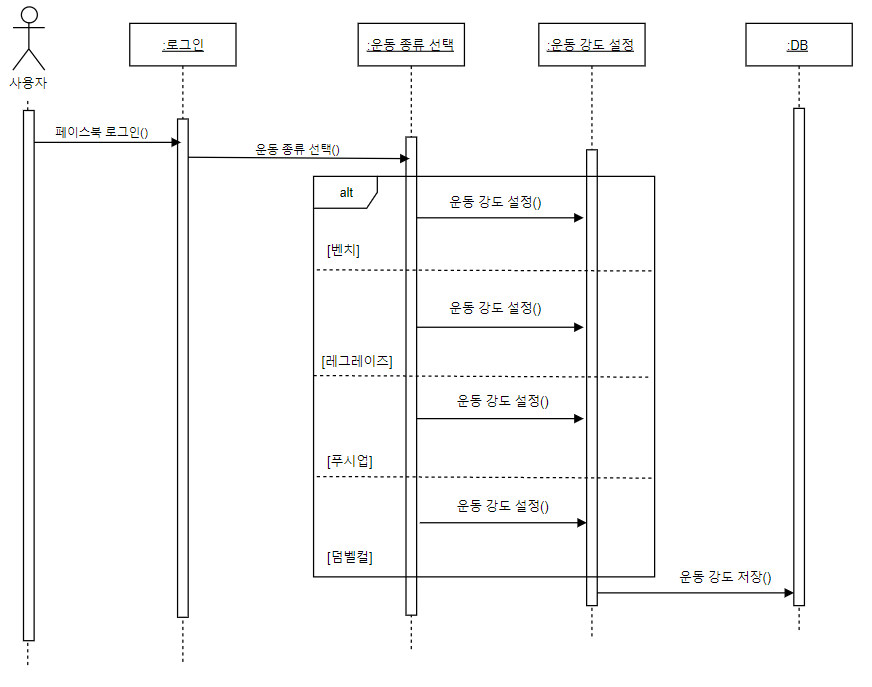 :로그인
:운동 종류 선택
:운동 강도 설정
:DB
사용자
페이스북 로그인()
운동 종류 선택()
alt
운동 강도 설정()
[벤치]
운동 강도 설정()
[레그레이즈]
운동 강도 설정()
[푸시업]
운동 강도 설정()
[덤벨컬]
운동 강도 저장()